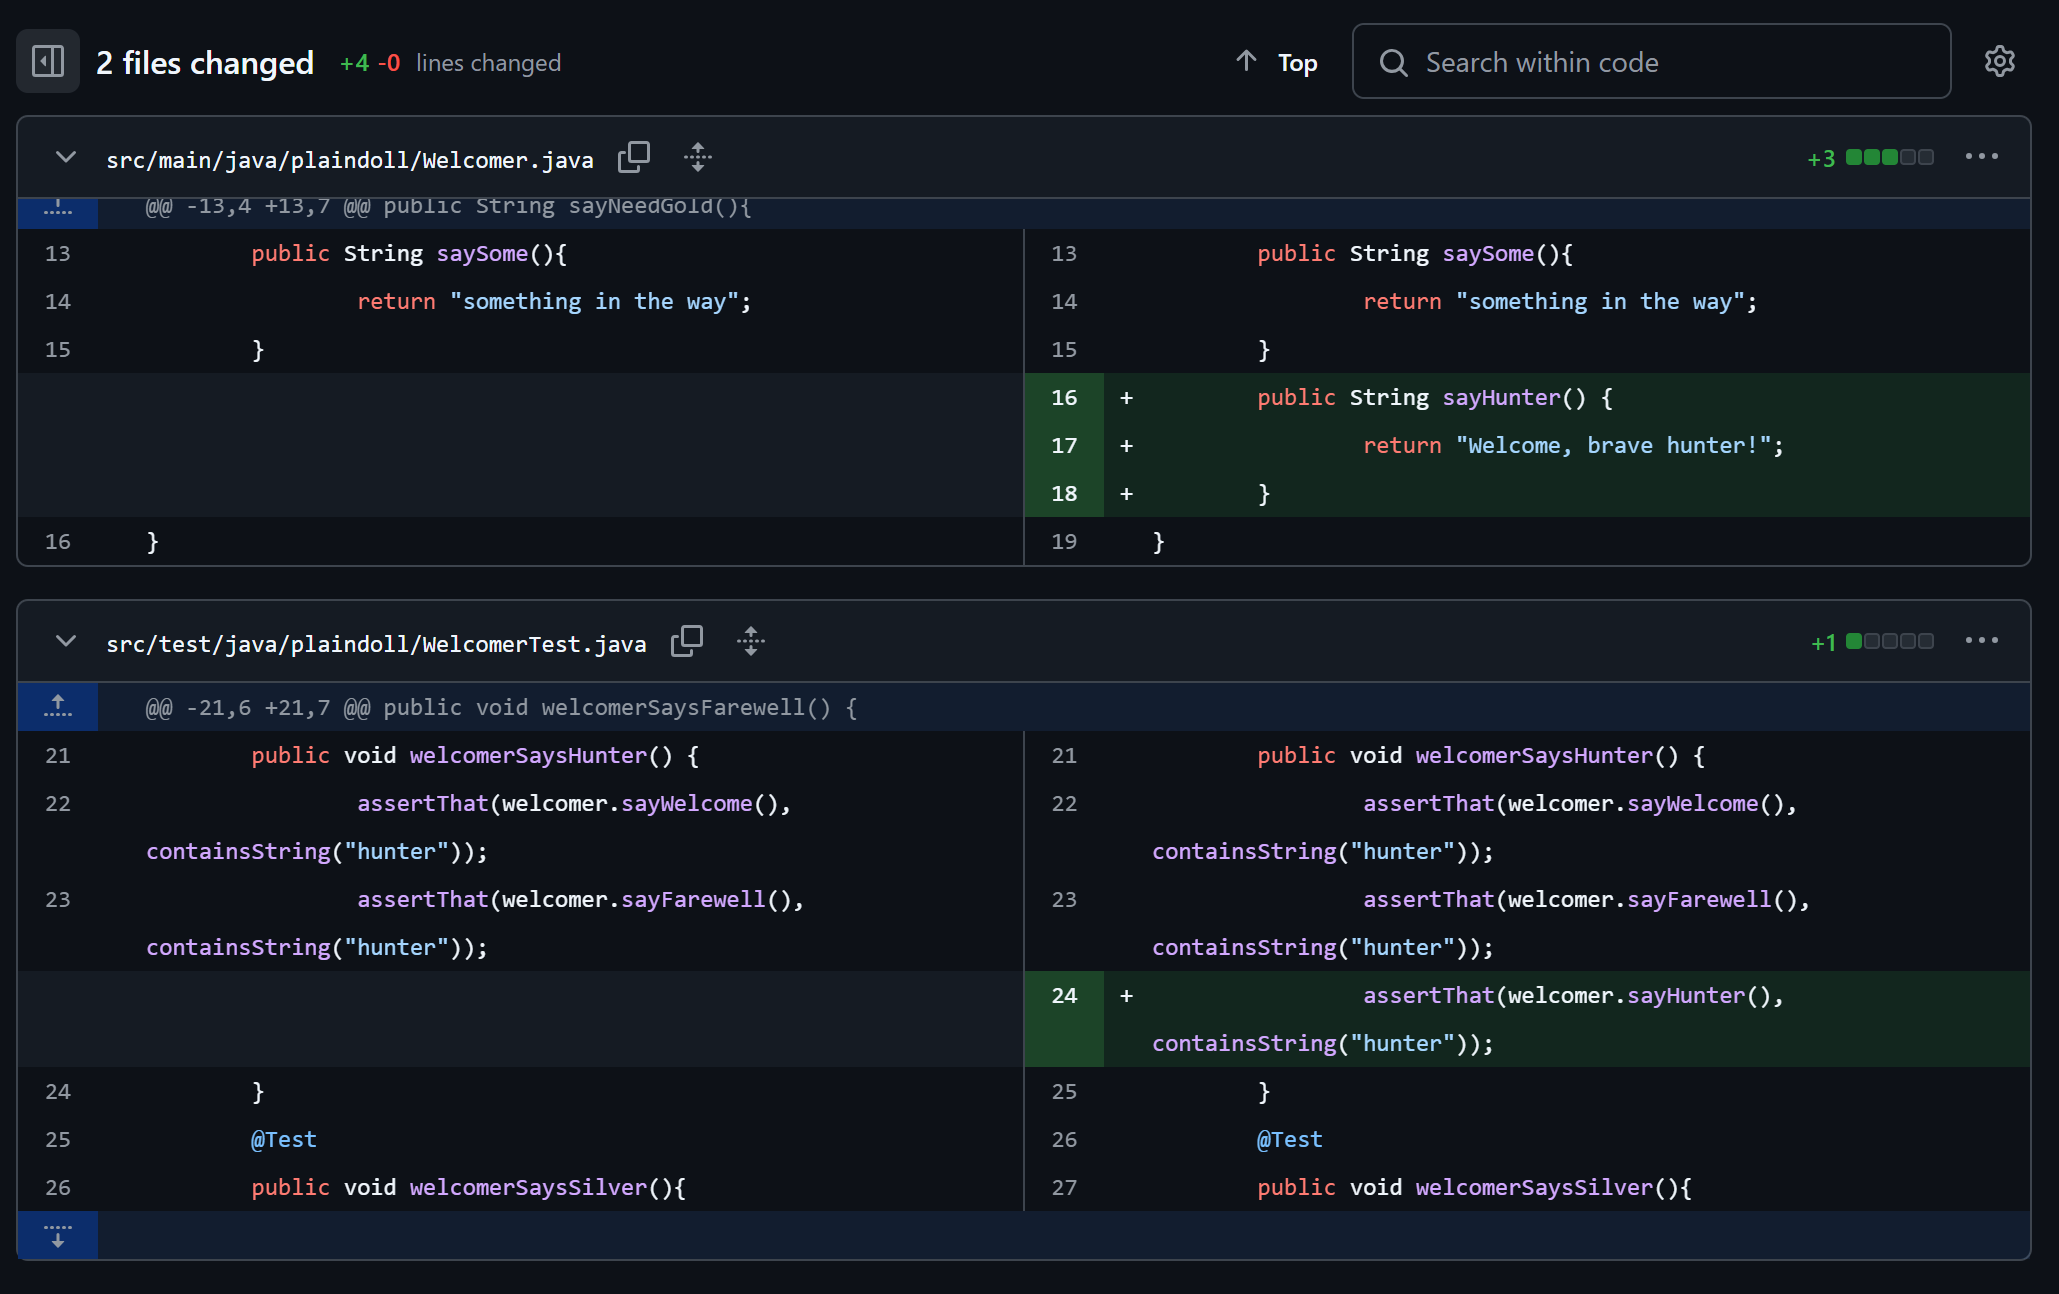 2 files changed +4 -0 lines changed Top Search within code
src/main/java/plaindoll/Welcomer.java +3
@@ -13,4 +13,7 @@ public String sayNeedGold(){
13 public String saySome(){ 13 public String saySome(){
14 return "something in the way"; 14 return "something in the way";
15 } 15 }
16 + public String sayHunter() {
17 + return "Welcome, brave hunter!";
18 + }
16 } 19 }
src/test/java/plaindoll/WelcomerTest.java +1
@@ -21,6 +21,7 @@ public void welcomerSaysFarewell() {
21 public void welcomerSaysHunter() { 21 public void welcomerSaysHunter() {
22 assertThat(welcomer.sayWelcome(), 22 assertThat(welcomer.sayWelcome(),
containsString("hunter")); containsString("hunter"));
23 assertThat(welcomer.sayFarewell(), 23 assertThat(welcomer.sayFarewell(),
containsString("hunter")); containsString("hunter"));
24 + assertThat(welcomer.sayHunter(),
containsString("hunter"));
24 } 25 }
25 @Test 26 @Test
26 public void welcomerSaysSilver(){ 27 public void welcomerSaysSilver(){